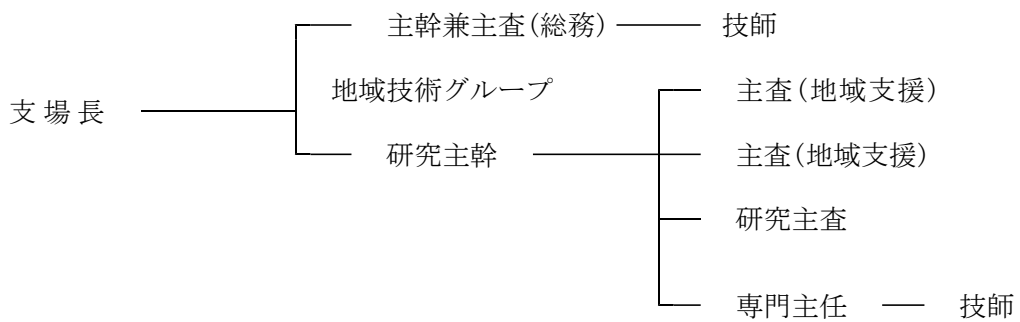 主幹兼主査(総務) 技師
地域技術グループ 主査(地域支援)
支場長
研究主幹 主査(地域支援)
研究主査
専門主任 技師